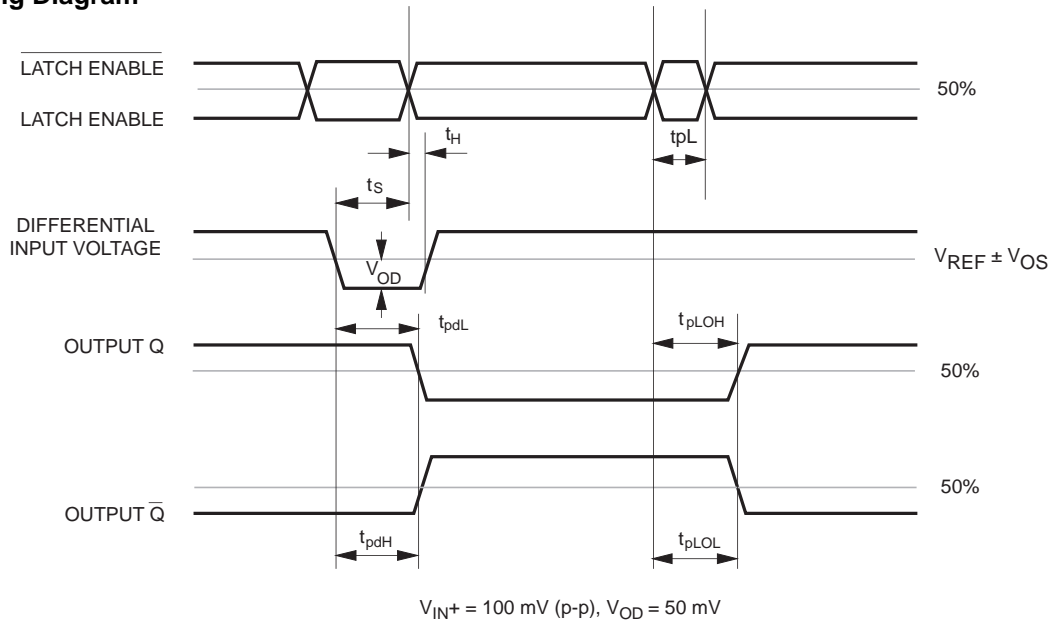 ng Diagram
LATCH ENABLE
LATCH ENABLE
50%
tH
tpL
tS
DIFFERENTIAL
INPUT VOLTAGE
VOD
VREF ± VOS
tpdL
tpLOH
OUTPUT Q
50%
50%
OUTPUT Q̅
tpdH
tpLOL
VIN+ = 100 mV (p-p), VOD = 50 mV